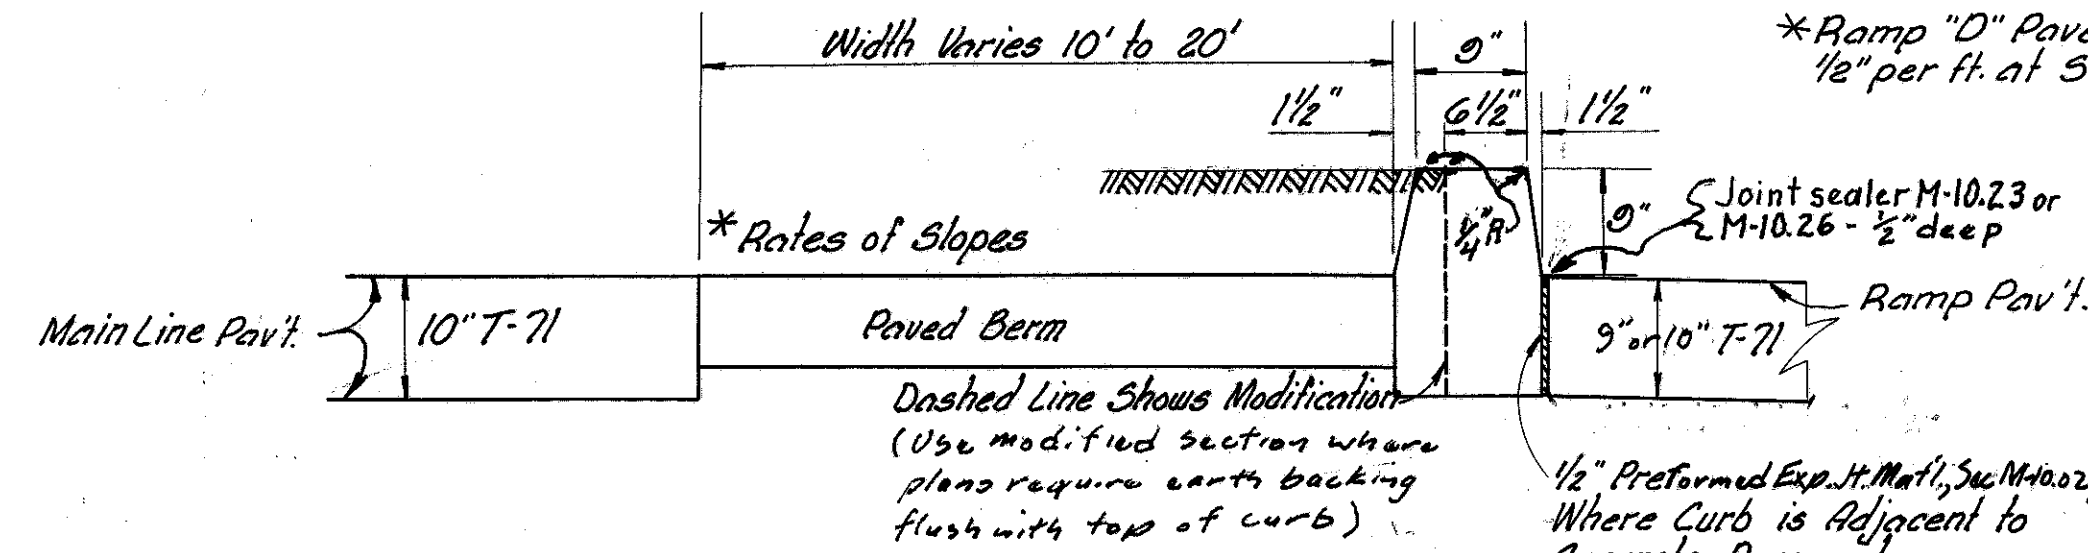 Width Varies 10' to 20'
9"
*Ramp "D" Pave
1/2" per ft. at S
1 1/2"
6 1/2"
1 1/2"
*Rates of Slopes
1/4" R
9"
Joint sealer M-10.23 or
M-10.26 - 1/2" deep
Main Line Pav't.
10" T-71
Paved Berm
9" or 10" T-71
Ramp Pav't.
Dashed Line Shows Modification
(Use modified section where
plans require earth backing
flush with top of curb)
1/2" Preformed Exp. Jt. Mat'l., Sec M-10.02,
Where Curb is Adjacent to